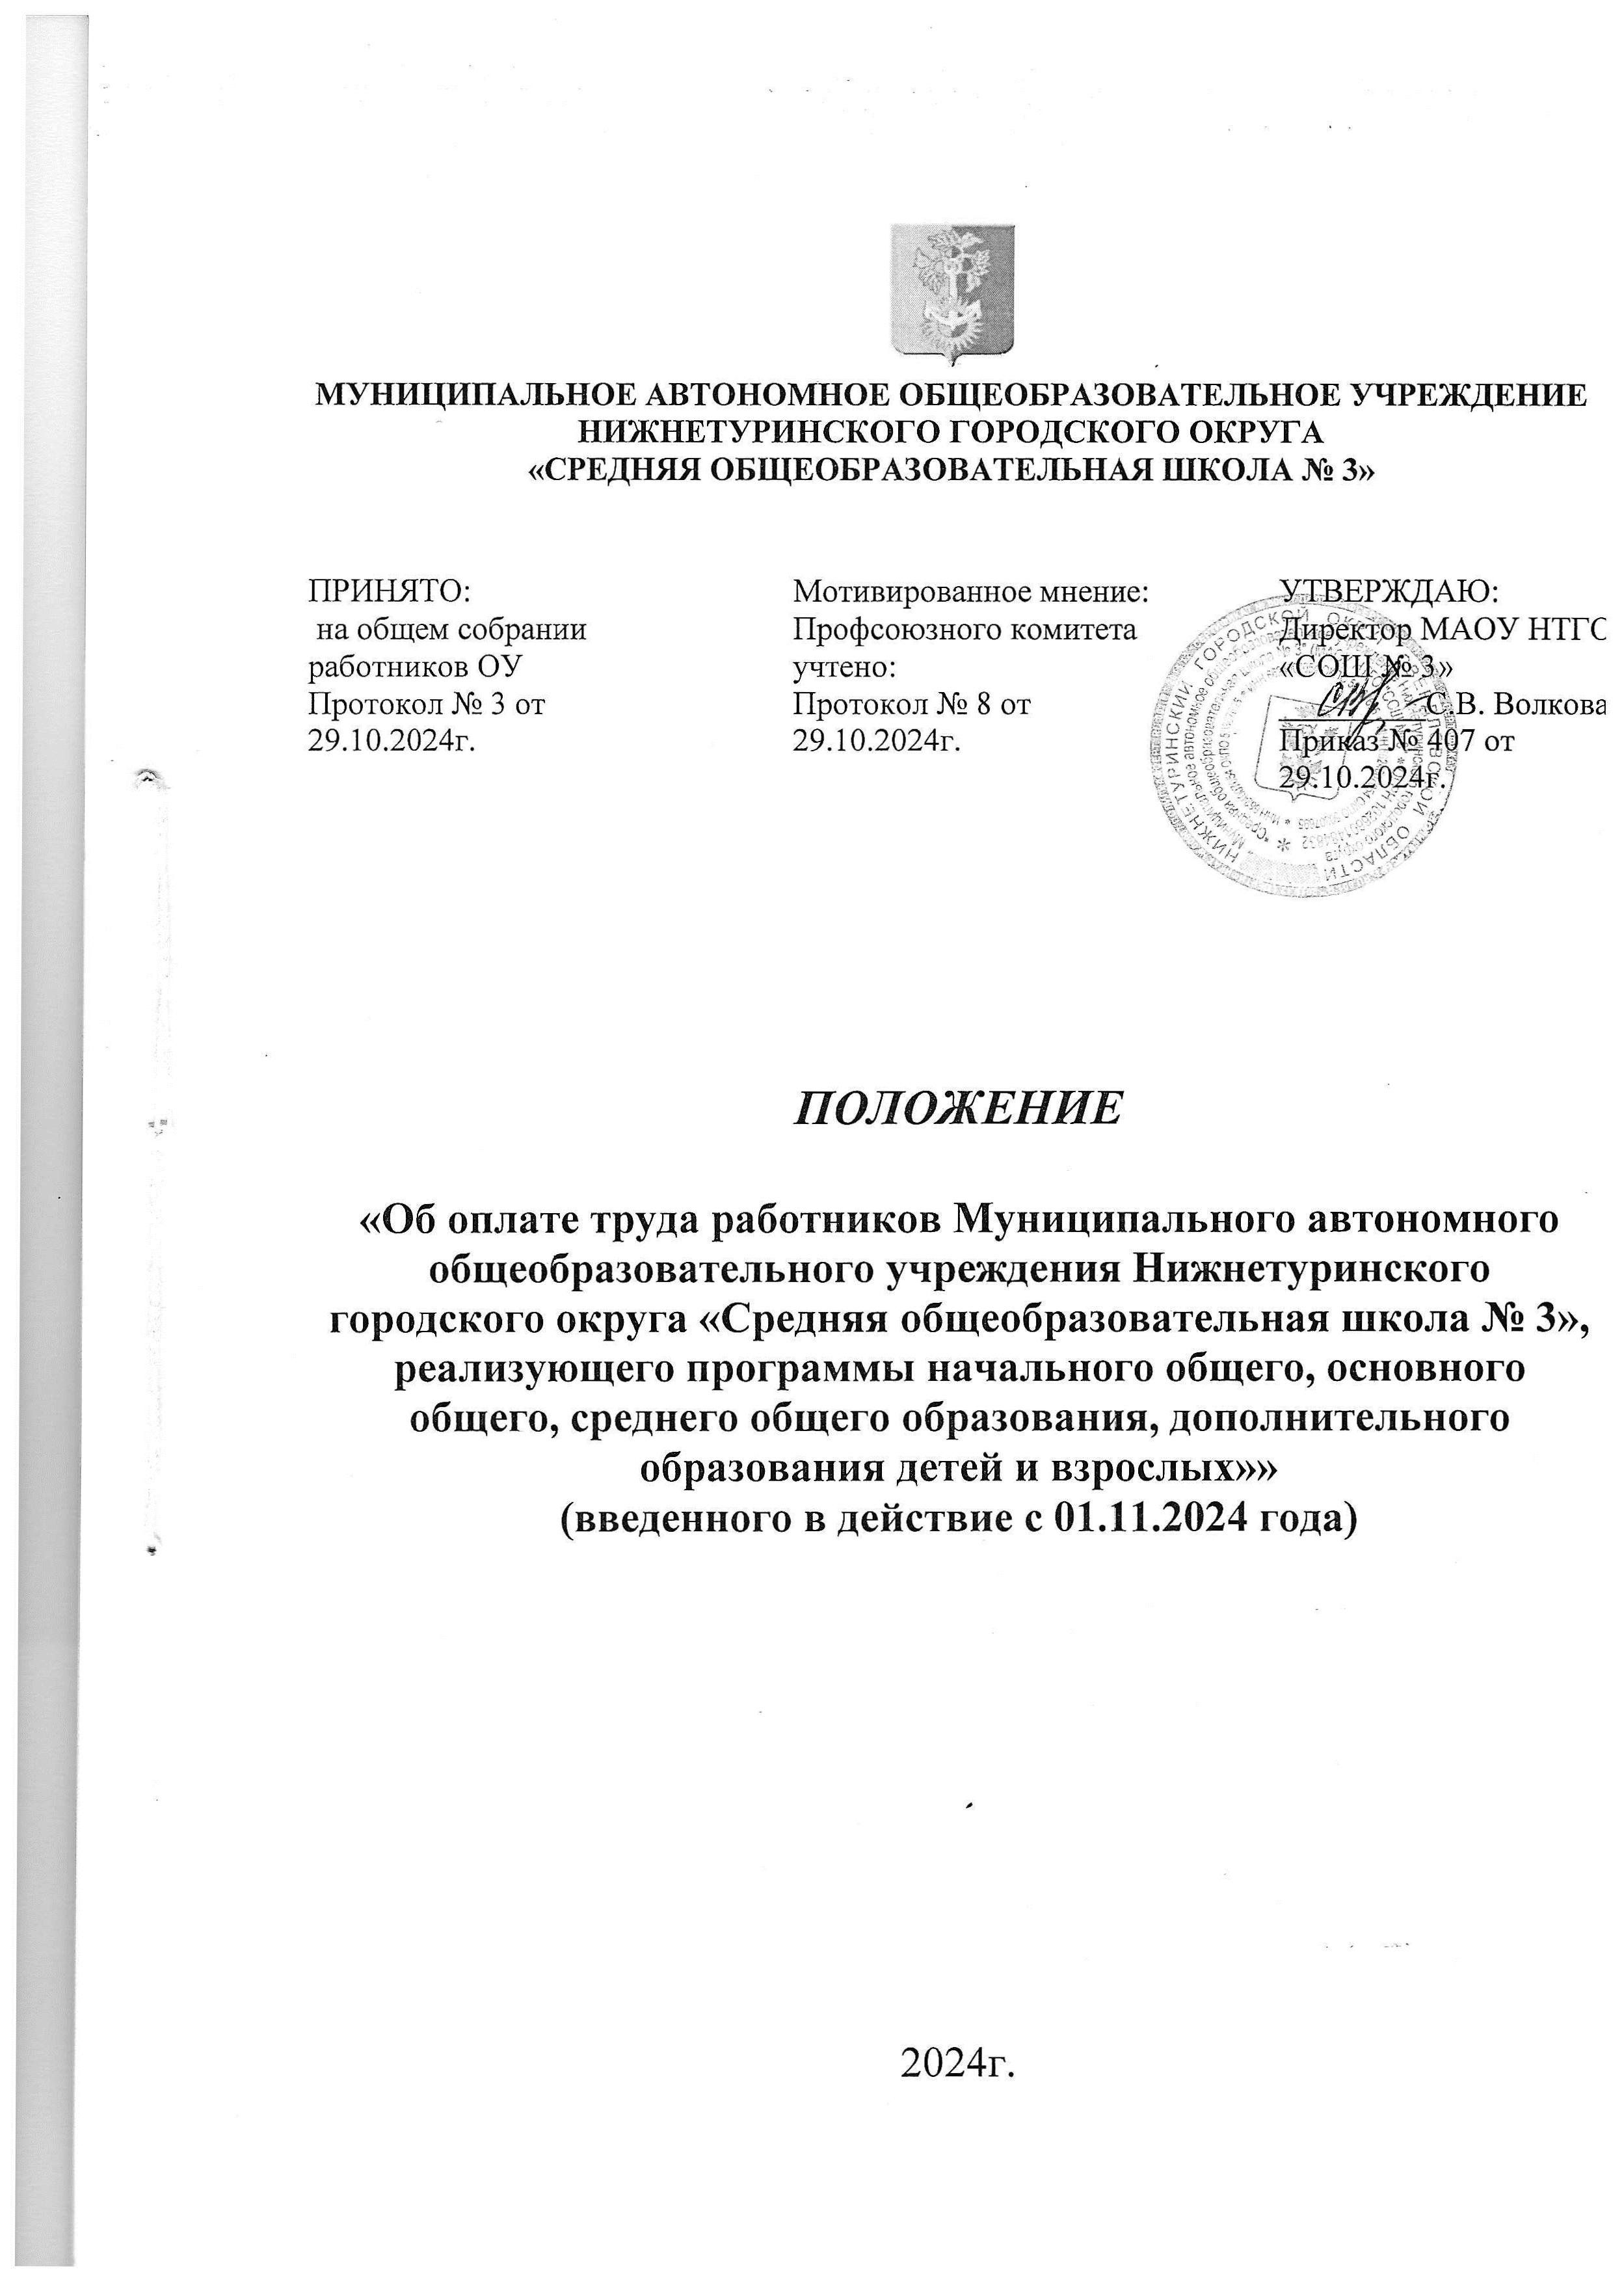 МУНИЦИПАЛЬНОЕ АВТОНОМНОЕ ОБЩЕОБРАЗОВАТЕЛЬНОЕ УЧРЕЖДЕНИЕ
НИЖНЕТУРИНСКОГО ГОРОДСКОГО ОКРУГА
«СРЕДНЯЯ ОБЩЕОБРАЗОВАТЕЛЬНАЯ ШКОЛА № 3»
ПРИНЯТО:
на общем собрании
работников ОУ
Протокол № 3 от
29.10.2024г.
Мотивированное мнение:
Профсоюзного комитета
учтено:
Протокол № 8 от
29.10.2024г.
УТВЕРЖДАЮ:
Директор МАОУ НТГО
«СОШ № 3»
С.В. Волкова
Приказ № 407 от
29.10.2024г.
ПОЛОЖЕНИЕ
«Об оплате труда работников Муниципального автономного
общеобразовательного учреждения Нижнетуринского
городского округа «Средняя общеобразовательная школа № 3»,
реализующего программы начального общего, основного
общего, среднего общего образования, дополнительного
образования детей и взрослых»»
(введенного в действие с 01.11.2024 года)
2024г.